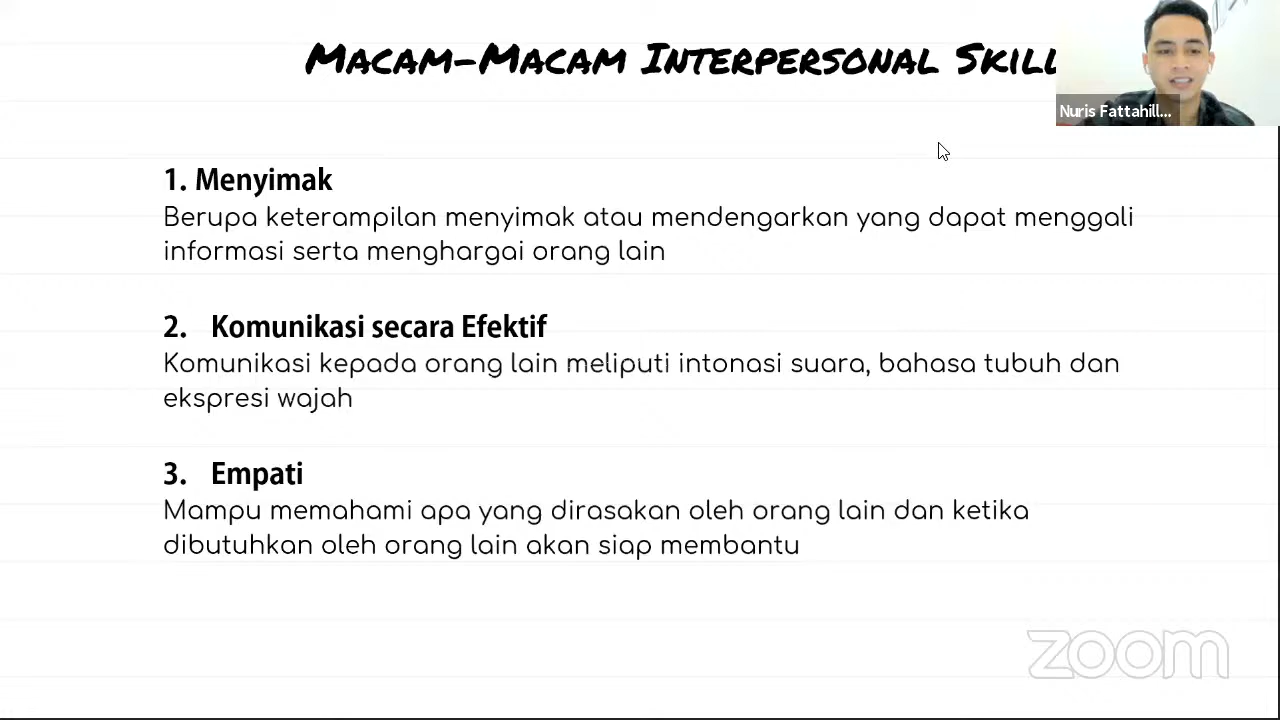 MACAM-MACAM INTERPERSONAL SKILL
Nuris Fattahill...
1. Menyimak
Berupa keterampilan menyimak atau mendengarkan yang dapat menggali
informasi serta menghargai orang lain
2. Komunikasi secara Efektif
Komunikasi kepada orang lain meliputi intonasi suara, bahasa tubuh dan
ekspresi wajah
3. Empati
Mampu memahami apa yang dirasakan oleh orang lain dan ketika
dibutuhkan oleh orang lain akan siap membantu
zoom